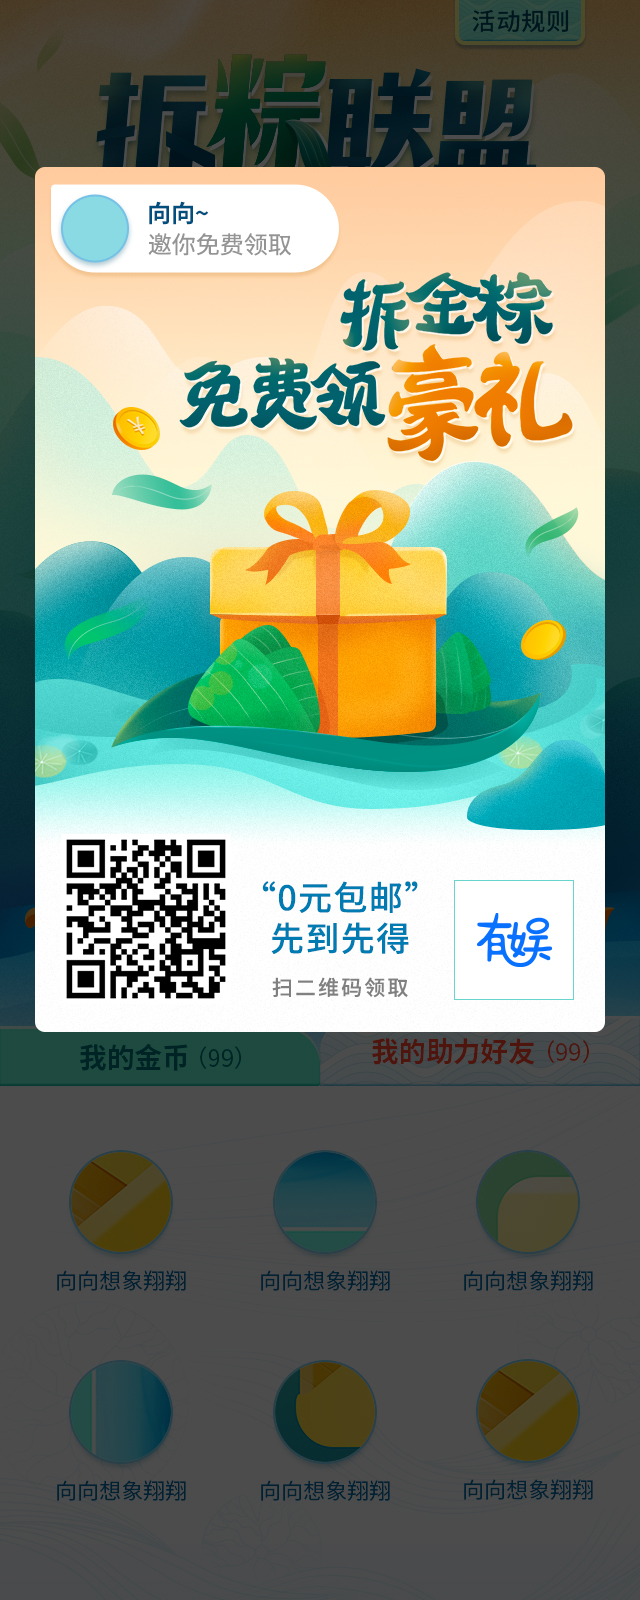 活动规则
拆粽联盟
向向~
邀你免费领取
拆金粽
免费领豪礼
¥
“0元包邮”
先到先得
扫二维码领取
有娱
我的金币（99）
我的助力好友（99）
向向想象翔翔
向向想象翔翔
向向想象翔翔
向向想象翔翔
向向想象翔翔
向向想象翔翔